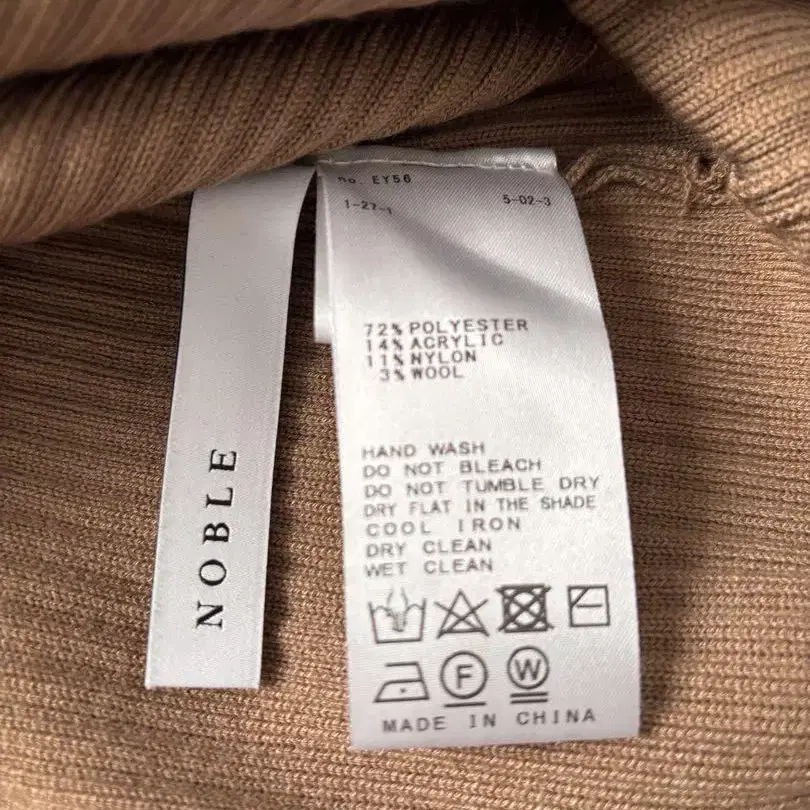 NOBLE
no. EY56
1-27-1
5-02-3
72% POLYESTER
14% ACRYLIC
11% NYLON
3% WOOL
HAND WASH
DO NOT BLEACH
DO NOT TUMBLE DRY
DRY FLAT IN THE SHADE
COOL IRON
DRY CLEAN
WET CLEAN
F
W
MADE IN CHINA